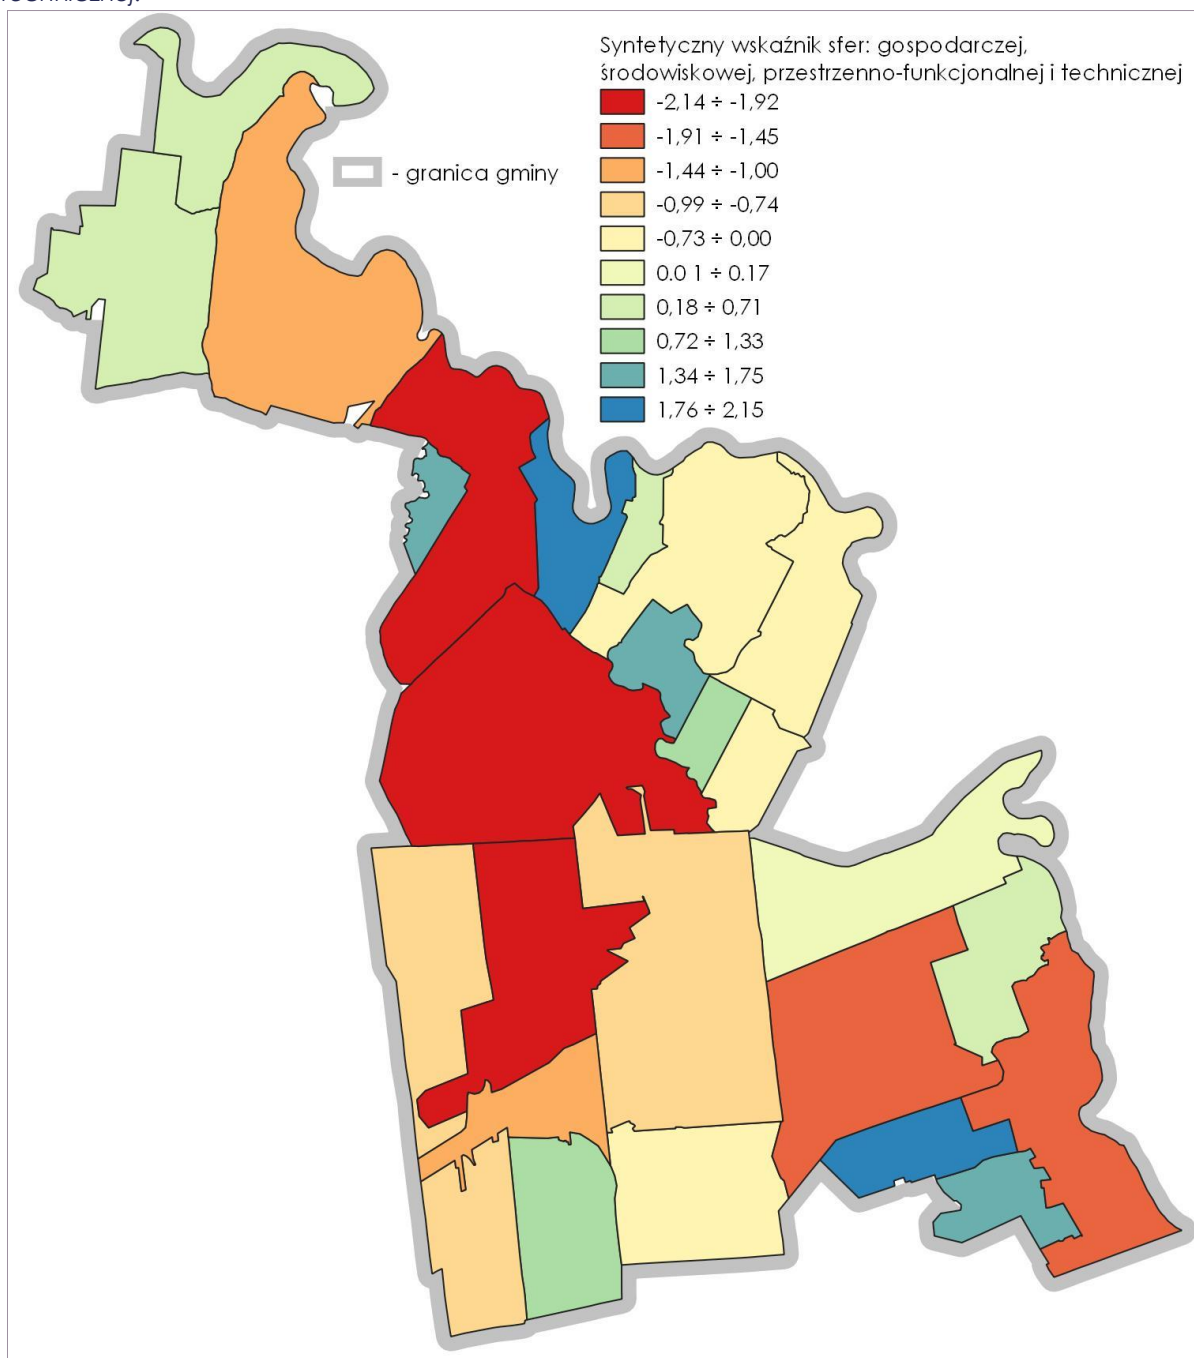 technicznej.
Syntetyczny wskaźnik sfer: gospodarczej,
środowiskowej, przestrzenno-funkcjonalnej i technicznej
-2,14 ÷ -1,92
-1,91 ÷ -1,45
-1,44 ÷ -1,00
- granica gminy
-0,99 ÷ -0,74
-0,73 ÷ 0,00
0.0 1 ÷ 0.17
0,18 ÷ 0,71
0,72 ÷ 1,33
1,34 ÷ 1,75
1,76 ÷ 2,15